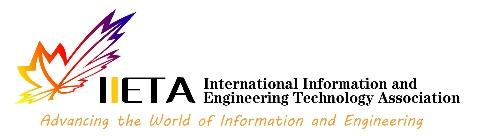 IIETA International Information and
Engineering Technology Association
Advancing the World of Information and Engineering